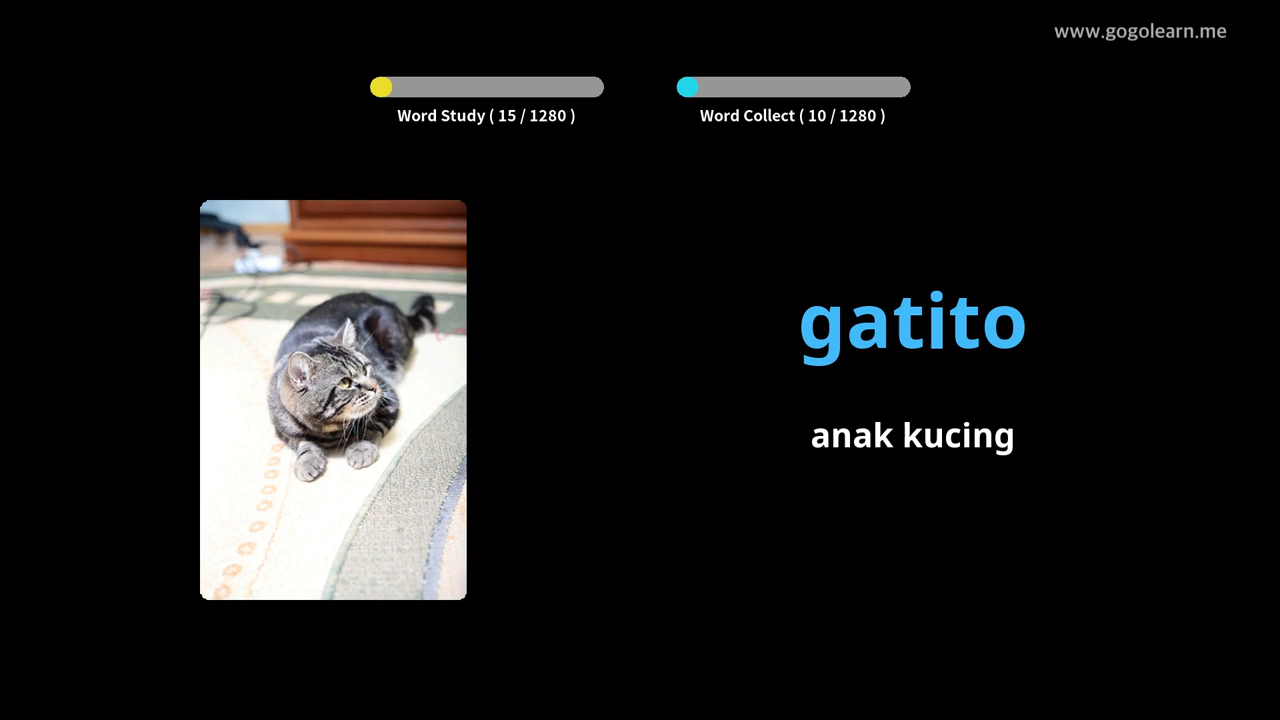 www.gogolearn.me
Word Study ( 15 / 1280 )
Word Collect ( 10 / 1280 )
gatito
anak kucing